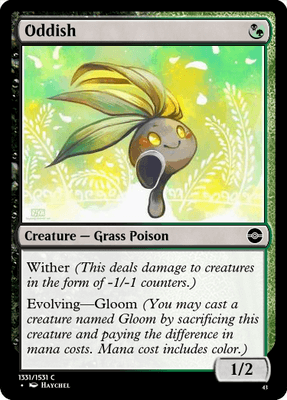 Oddish
Creature — Grass Poison
Wither (This deals damage to creatures
in the form of -1/-1 counters.)
Evolving—Gloom (You may cast a
creature named Gloom by sacrificing this
creature and paying the difference in
mana costs. Mana cost includes color.)
1/2
1331/1531 C
HAYCHEL
41